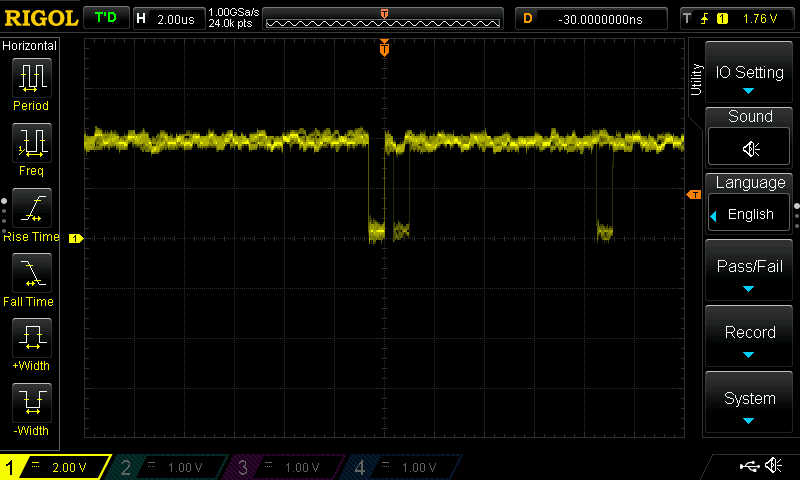 RIGOL T'D H 2.00us 1.00GSa/s 24.0k pts T D -30.0000000ns T 1 1.76 V
Horizontal
Period
Freq
Rise Time
Fall Time
+Width
-Width
T
T
1
Utility
IO Setting
Sound
Language
English
Pass/Fail
Record
System
1 2.00 V 2 1.00 V 3 1.00 V 4 1.00 V